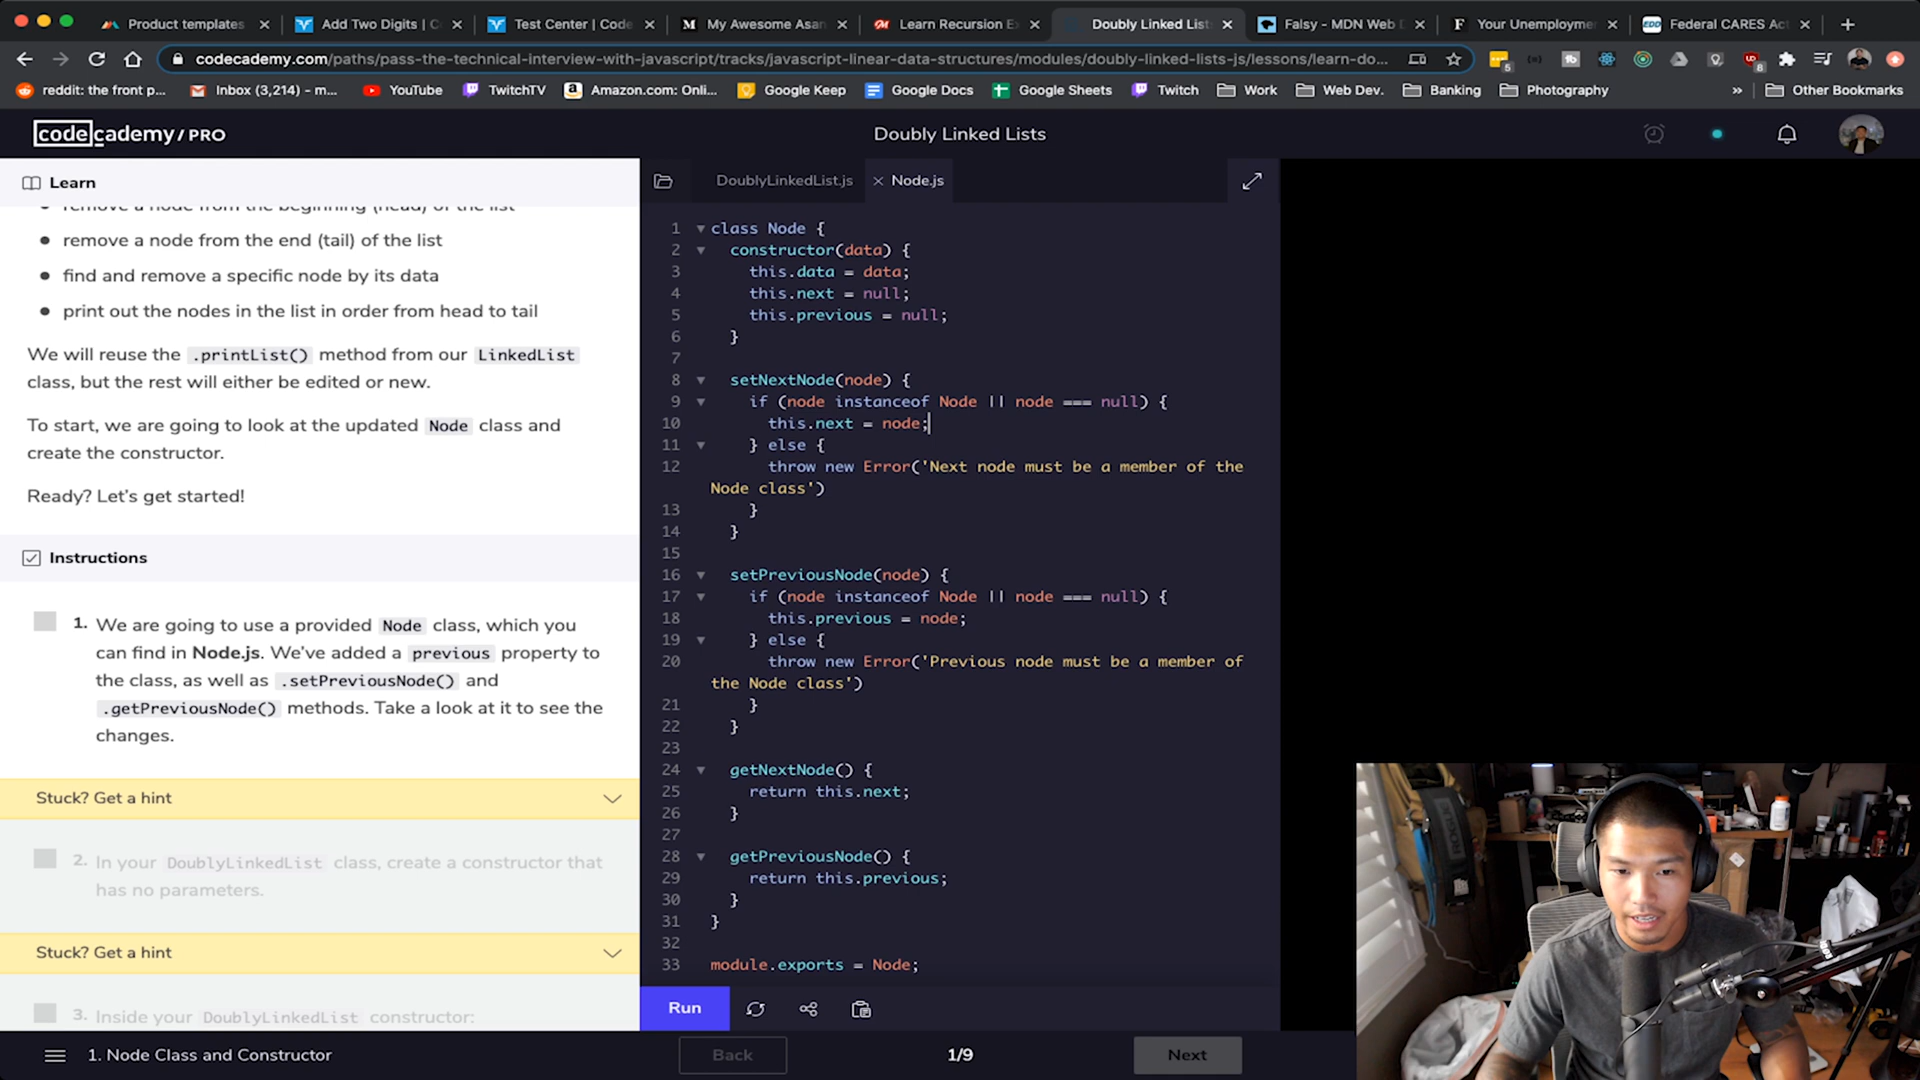 Product templates
Add Two Digits | C
Test Center | Code
My Awesome Asan
Learn Recursion E
Doubly Linked List
Falsy - MDN Web D
Your Unemployme
Federal CARES Act
codecademy.com/paths/pass-the-technical-interview-with-javascript/tracks/javascript-linear-data-structures/modules/doubly-linked-lists-js/lessons/learn-do...
reddit: the front p...
Inbox (3,214) - m...
YouTube
TwitchTV
Amazon.com: Onli...
Google Keep
Google Docs
Google Sheets
Twitch
Work
Web Dev.
Banking
Photography
»
Other Bookmarks
codecademy / PRO
Doubly Linked Lists
Learn
DoublyLinkedList.js
Node.js
• remove a node from the beginning (head) of the list
• remove a node from the end (tail) of the list
• find and remove a specific node by its data
• print out the nodes in the list in order from head to tail
We will reuse the .printList() method from our LinkedList
class, but the rest will either be edited or new.
To start, we are going to look at the updated Node class and
create the constructor.
Ready? Let's get started!
Instructions
1. We are going to use a provided Node class, which you
can find in Node.js. We've added a previous property to
the class, as well as .setPreviousNode() and
.getPreviousNode() methods. Take a look at it to see the
changes.
Stuck? Get a hint
2. In your DoublyLinkedList class, create a constructor that
has no parameters.
Stuck? Get a hint
3. Inside your DoublyLinkedList constructor:
1 class Node {
2 constructor(data) {
3 this.data = data;
4 this.next = null;
5 this.previous = null;
6 }
7
8 setNextNode(node) {
9 if (node instanceof Node || node === null) {
10 this.next = node;
11 } else {
12 throw new Error('Next node must be a member of the
Node class')
13 }
14 }
15
16 setPreviousNode(node) {
17 if (node instanceof Node || node === null) {
18 this.previous = node;
19 } else {
20 throw new Error('Previous node must be a member of
the Node class')
21 }
22 }
23
24 getNextNode() {
25 return this.next;
26 }
27
28 getPreviousNode() {
29 return this.previous;
30 }
31 }
32
33 module.exports = Node;
Run
1. Node Class and Constructor
Back
1/9
Next